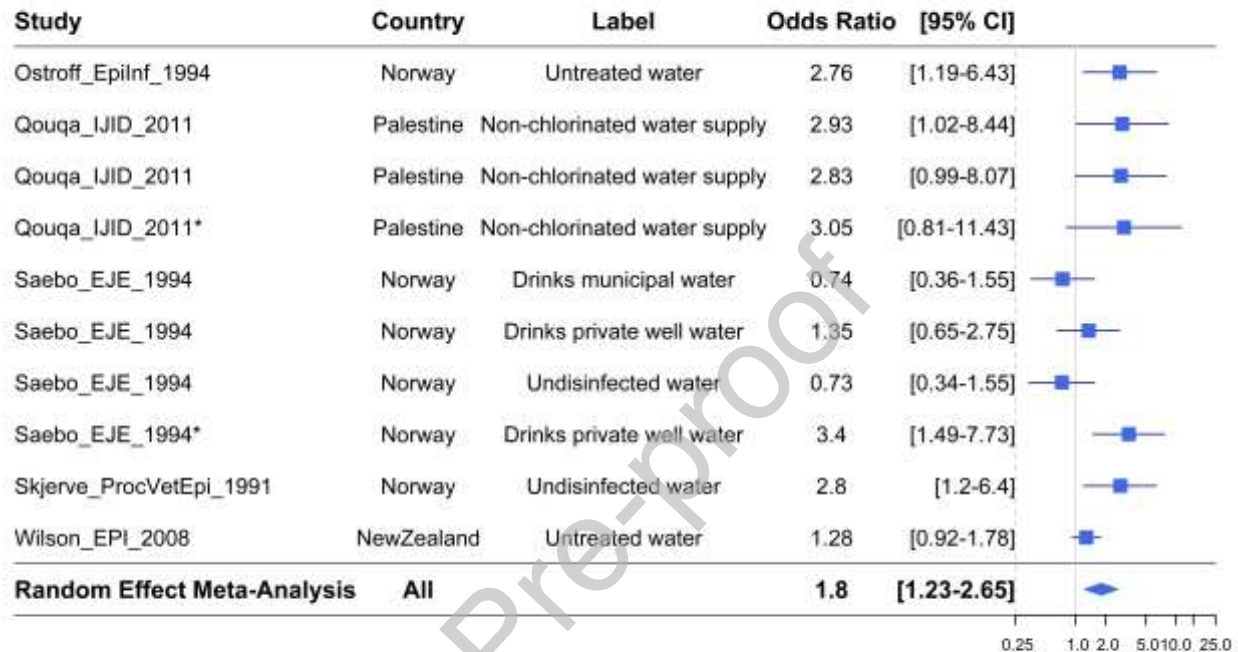 Study Country Label Odds Ratio [95% CI]
Ostroff_EpiInf_1994 Norway Untreated water 2.76 [1.19-6.43]
Qouqa_IJID_2011 Palestine Non-chlorinated water supply 2.93 [1.02-8.44]
Qouqa_IJID_2011 Palestine Non-chlorinated water supply 2.83 [0.99-8.07]
Qouqa_IJID_2011* Palestine Non-chlorinated water supply 3.05 [0.81-11.43]
Saebo_EJE_1994 Norway Drinks municipal water 0.74 [0.36-1.55]
Saebo_EJE_1994 Norway Drinks private well water 1.35 [0.65-2.75]
Saebo_EJE_1994 Norway Undisinfected water 0.73 [0.34-1.55]
Saebo_EJE_1994* Norway Drinks private well water 3.4 [1.49-7.73]
Skjerve_ProcVetEpi_1991 Norway Undisinfected water 2.8 [1.2-6.4]
Wilson_EPI_2008 NewZealand Untreated water 1.28 [0.92-1.78]
Random Effect Meta-Analysis All 1.8 [1.23-2.65]
0.25 1.0 2.0 5.0 10.0 25.0
Pre-proof